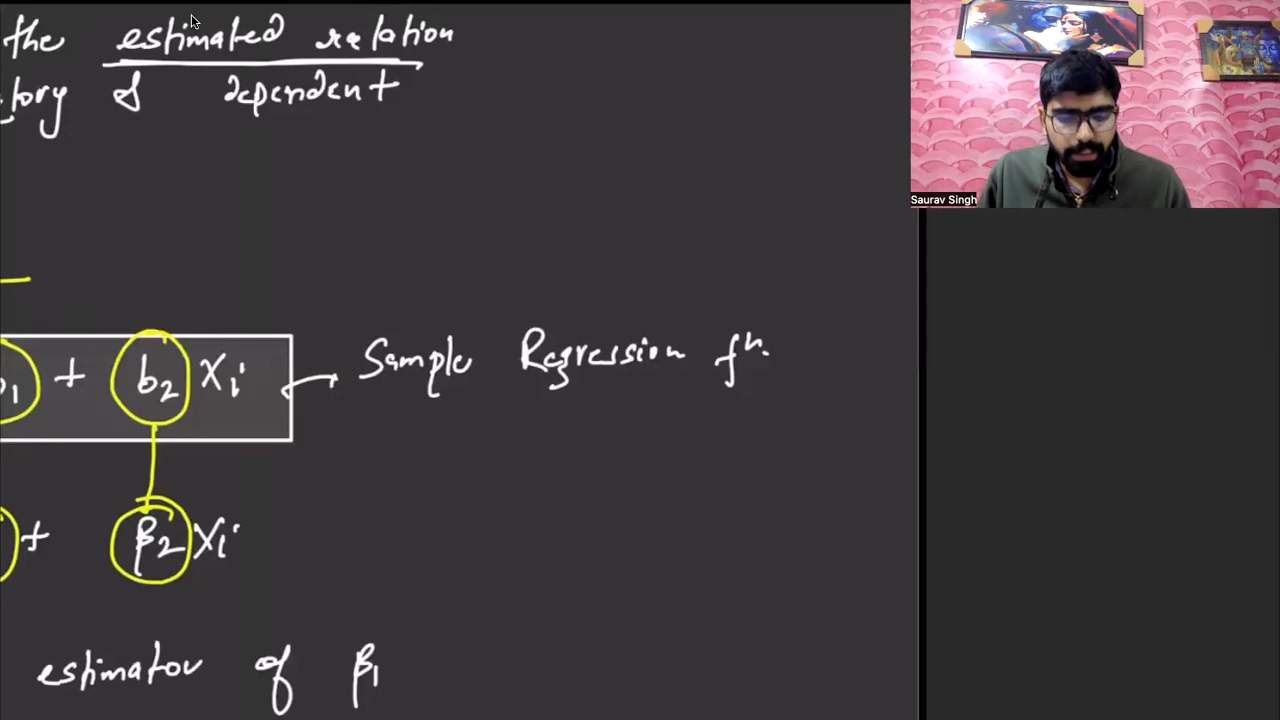 the estimated relation
tory & dependent
Saurav Singh
b1 + b2 Xi → Sample Regression fn.
+ β2 Xi
estimator of β1